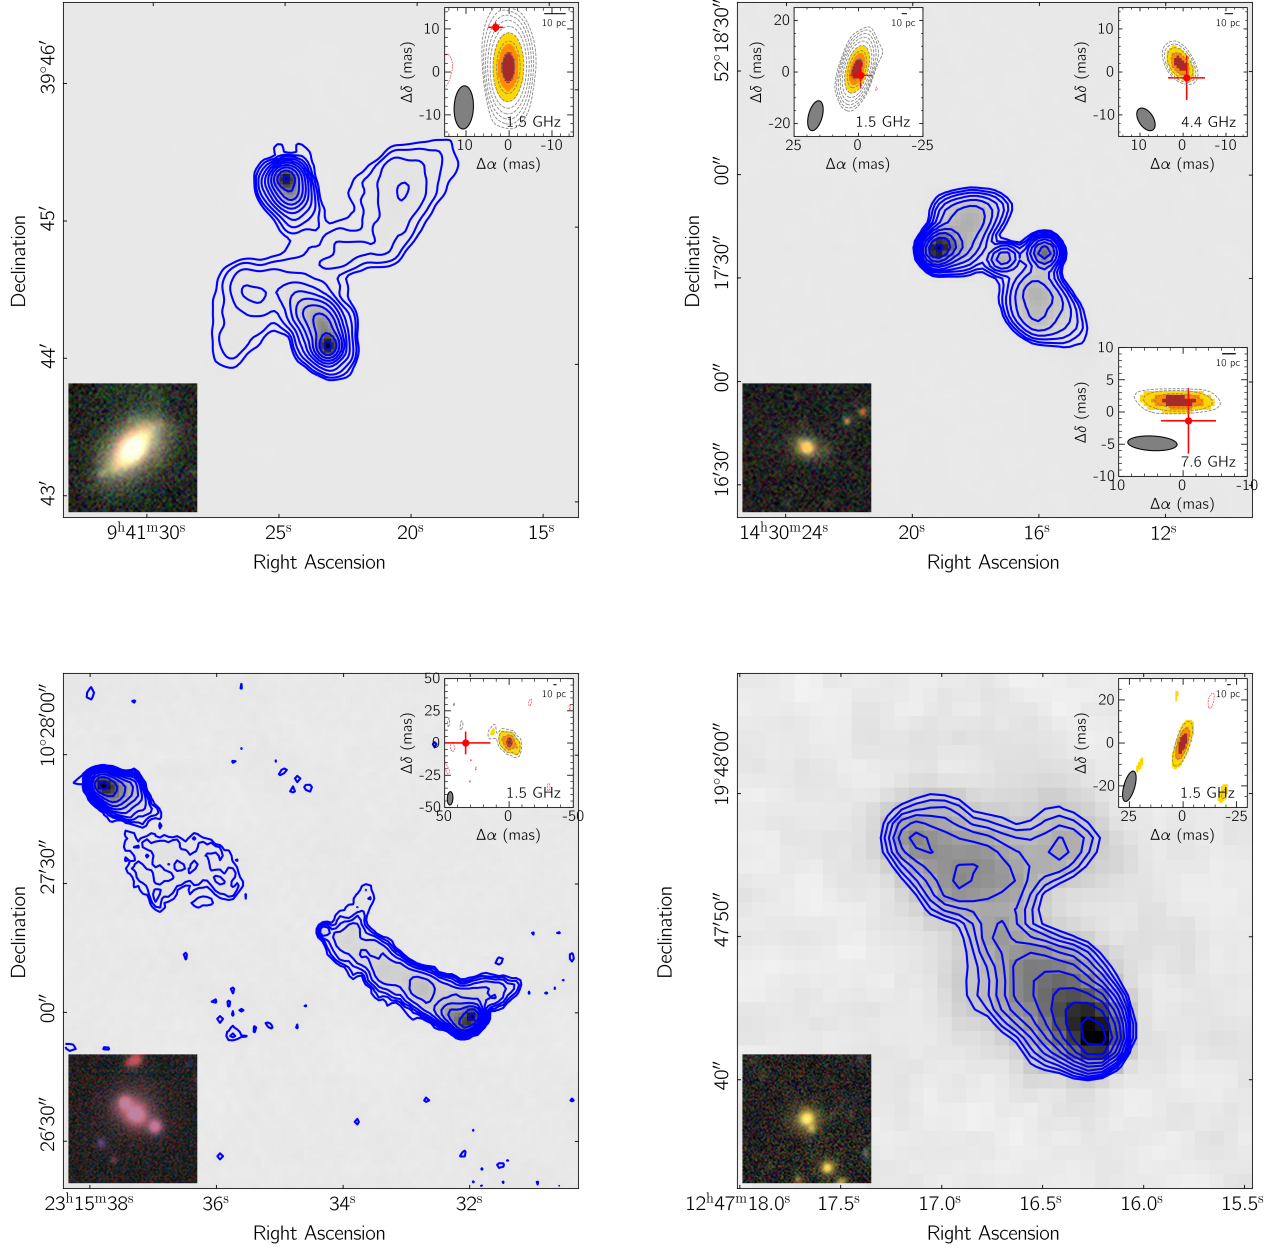 39°46′
45′
44′
43′
Declination
9ʰ41ᵐ30ˢ
25ˢ
20ˢ
15ˢ
Right Ascension
10
0
-10
Δδ (mas)
10 pc
1.5 GHz
10
0
-10
Δα (mas)
52°18′30″
00″
17′30″
00″
16′30″
Declination
14ʰ30ᵐ24ˢ
20ˢ
16ˢ
12ˢ
Right Ascension
20
0
-20
Δδ (mas)
10 pc
1.5 GHz
25
0
-25
Δα (mas)
10
0
-10
Δδ (mas)
10 pc
4.4 GHz
10
0
-10
Δα (mas)
10
5
0
-5
-10
Δδ (mas)
10 pc
7.6 GHz
10
0
-10
Δα (mas)
10°28′00″
27′30″
00″
26′30″
Declination
23ʰ15ᵐ38ˢ
36ˢ
34ˢ
32ˢ
Right Ascension
50
25
0
-25
-50
Δδ (mas)
10 pc
1.5 GHz
50
0
-50
Δα (mas)
19°48′00″
47′50″
40″
Declination
12ʰ47ᵐ18.0ˢ
17.5ˢ
17.0ˢ
16.5ˢ
16.0ˢ
15.5ˢ
Right Ascension
20
0
-20
Δδ (mas)
10 pc
1.5 GHz
25
0
-25
Δα (mas)